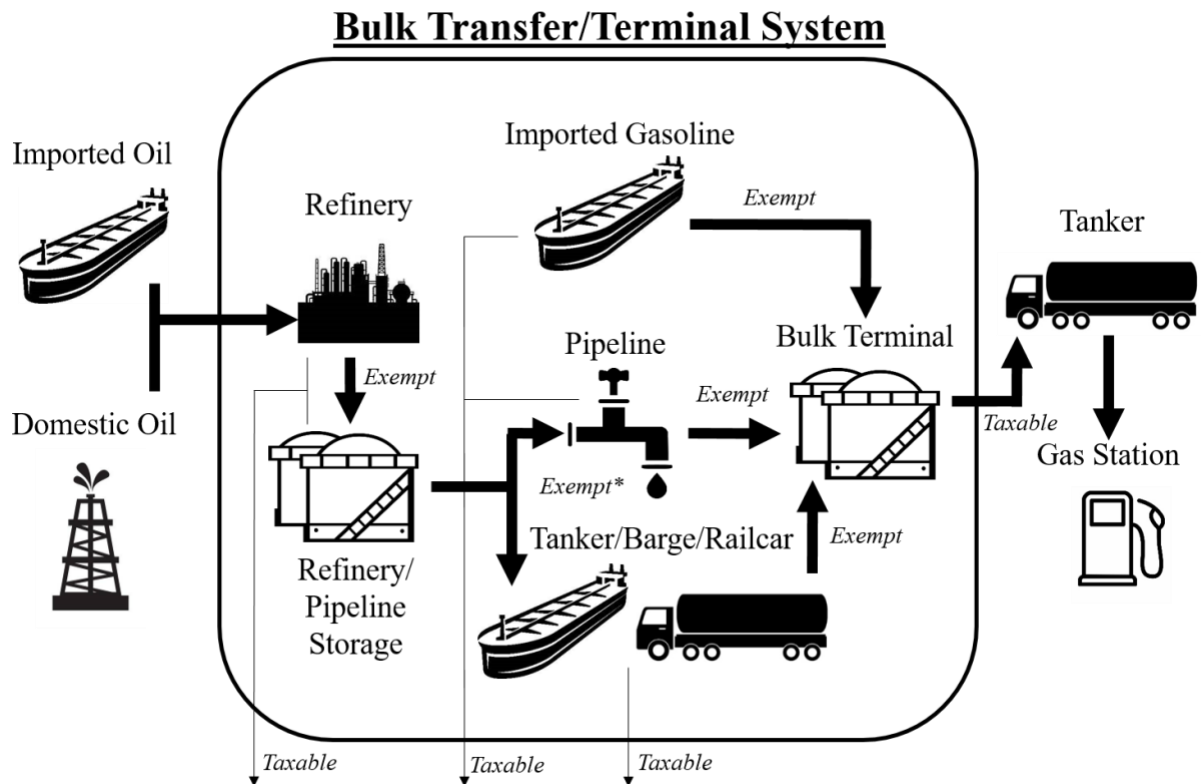 Bulk Transfer/Terminal System
Imported Oil
Imported Gasoline
Refinery
Exempt
Tanker
Pipeline
Bulk Terminal
Exempt
Exempt
Domestic Oil
Taxable
Gas Station
Exempt*
Tanker/Barge/Railcar
Exempt
Refinery/
Pipeline
Storage
Taxable
Taxable
Taxable